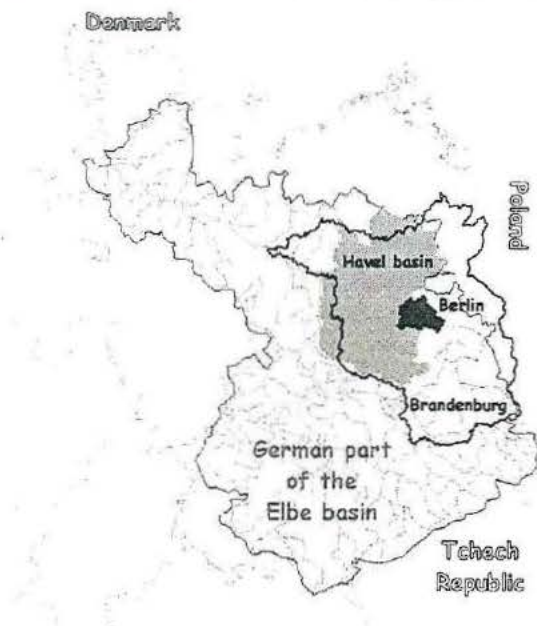 Denmark
Poland
Havel basin
Berlin
Brandenburg
German part
of the
Elbe basin
Tchech
Republic